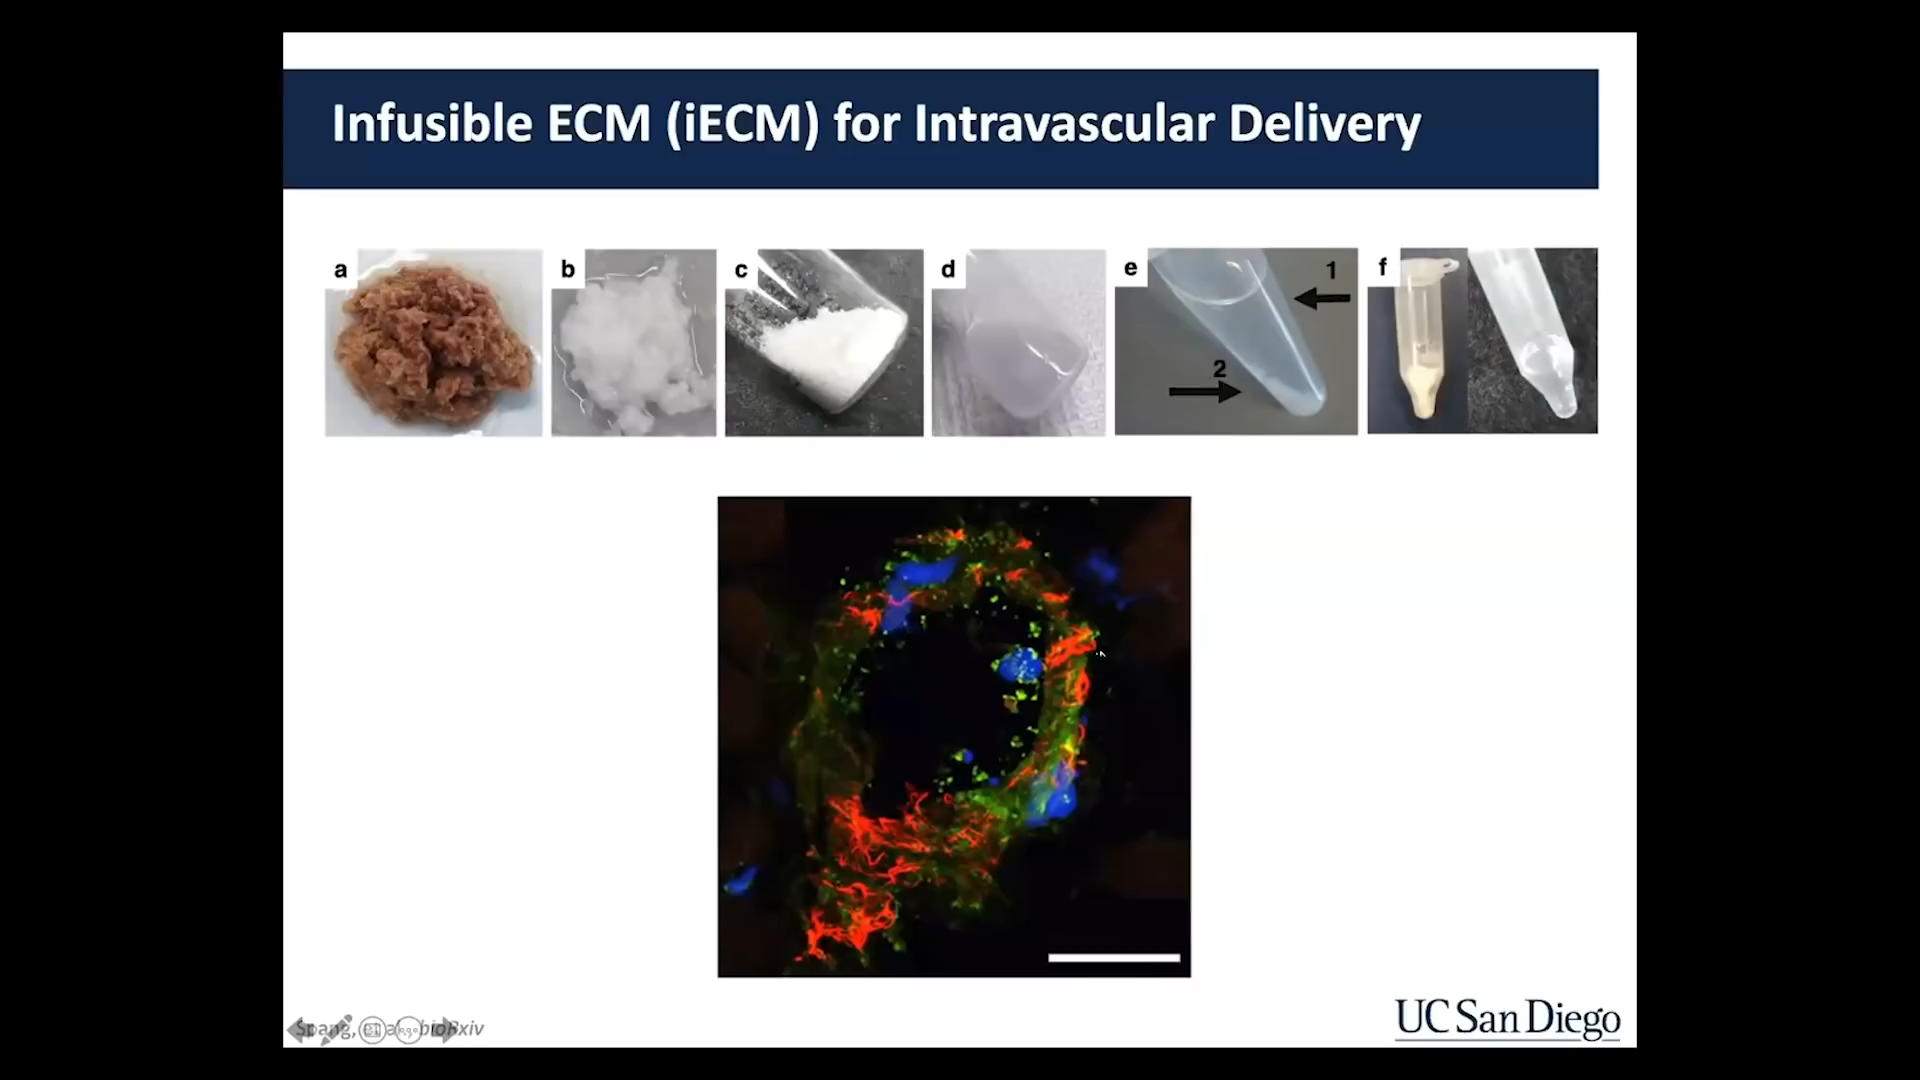 Infusible ECM (iECM) for Intravascular Delivery
a b c d e f
1
2
Spang, et al. bioRxiv
UC San Diego